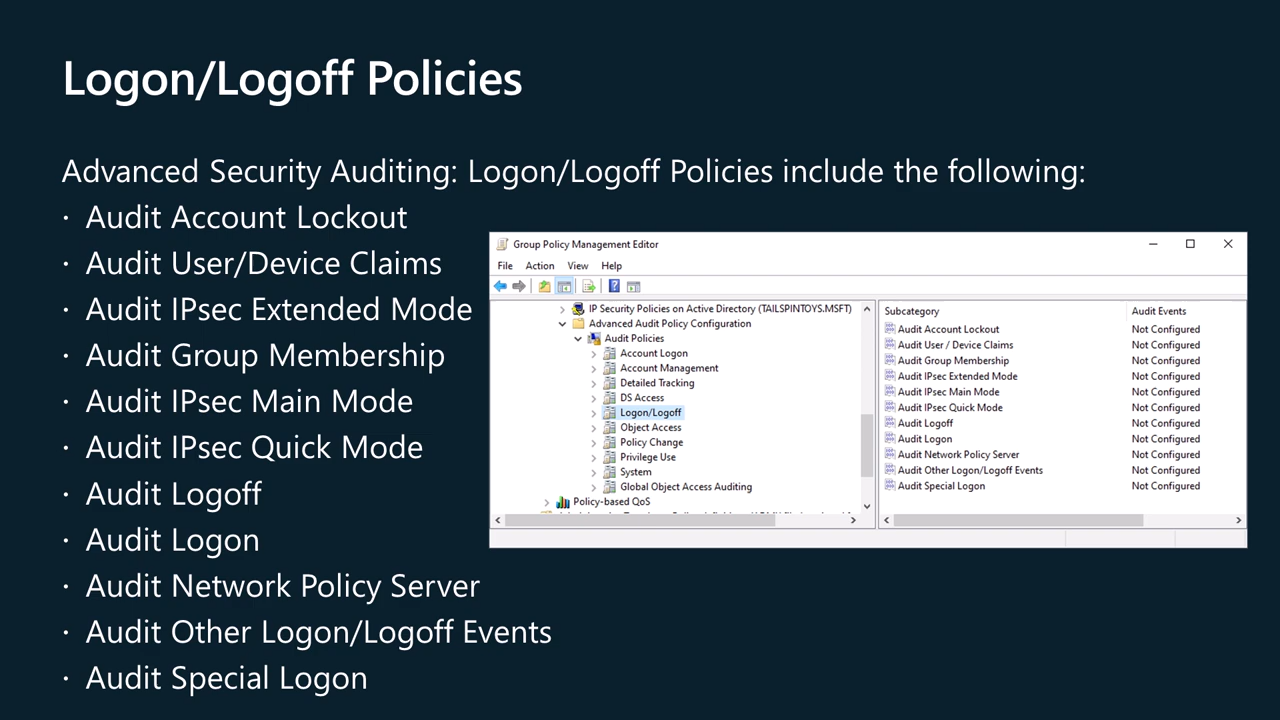 Logon/Logoff Policies
Advanced Security Auditing: Logon/Logoff Policies include the following:
· Audit Account Lockout
· Audit User/Device Claims
· Audit IPsec Extended Mode
· Audit Group Membership
· Audit IPsec Main Mode
· Audit IPsec Quick Mode
· Audit Logoff
· Audit Logon
· Audit Network Policy Server
· Audit Other Logon/Logoff Events
· Audit Special Logon
Group Policy Management Editor
File Action View Help
IP Security Policies on Active Directory (TAILSPINTOYS.MSFT)
Advanced Audit Policy Configuration
Audit Policies
Account Logon
Account Management
Detailed Tracking
DS Access
Logon/Logoff
Object Access
Policy Change
Privilege Use
System
Global Object Access Auditing
Policy-based QoS
Subcategory Audit Events
Audit Account Lockout Not Configured
Audit User / Device Claims Not Configured
Audit Group Membership Not Configured
Audit IPsec Extended Mode Not Configured
Audit IPsec Main Mode Not Configured
Audit IPsec Quick Mode Not Configured
Audit Logoff Not Configured
Audit Logon Not Configured
Audit Network Policy Server Not Configured
Audit Other Logon/Logoff Events Not Configured
Audit Special Logon Not Configured